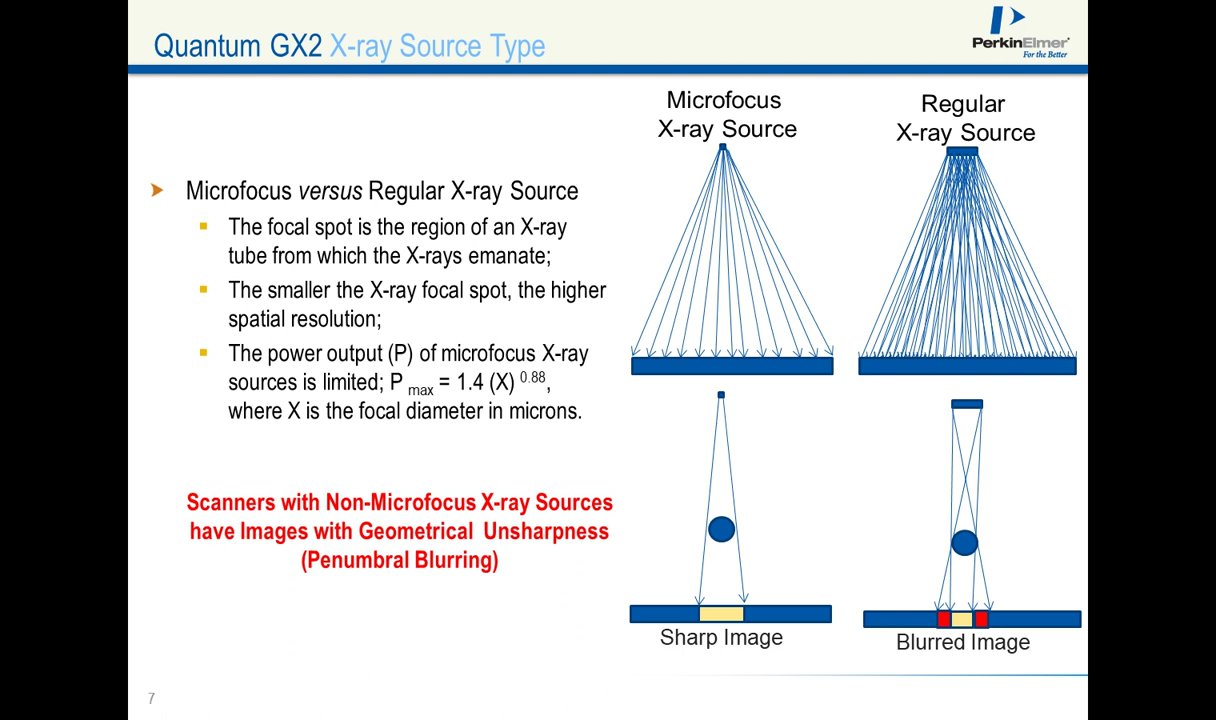 Quantum GX2 X-ray Source Type
PerkinElmer®
For the Better
Microfocus versus Regular X-ray Source
The focal spot is the region of an X-ray
tube from which the X-rays emanate;
The smaller the X-ray focal spot, the higher
spatial resolution;
The power output (P) of microfocus X-ray
sources is limited; P max = 1.4 (X) 0.88,
where X is the focal diameter in microns.
Scanners with Non-Microfocus X-ray Sources
have Images with Geometrical Unsharpness
(Penumbral Blurring)
Microfocus
X-ray Source
Regular
X-ray Source
Sharp Image
Blurred Image
7